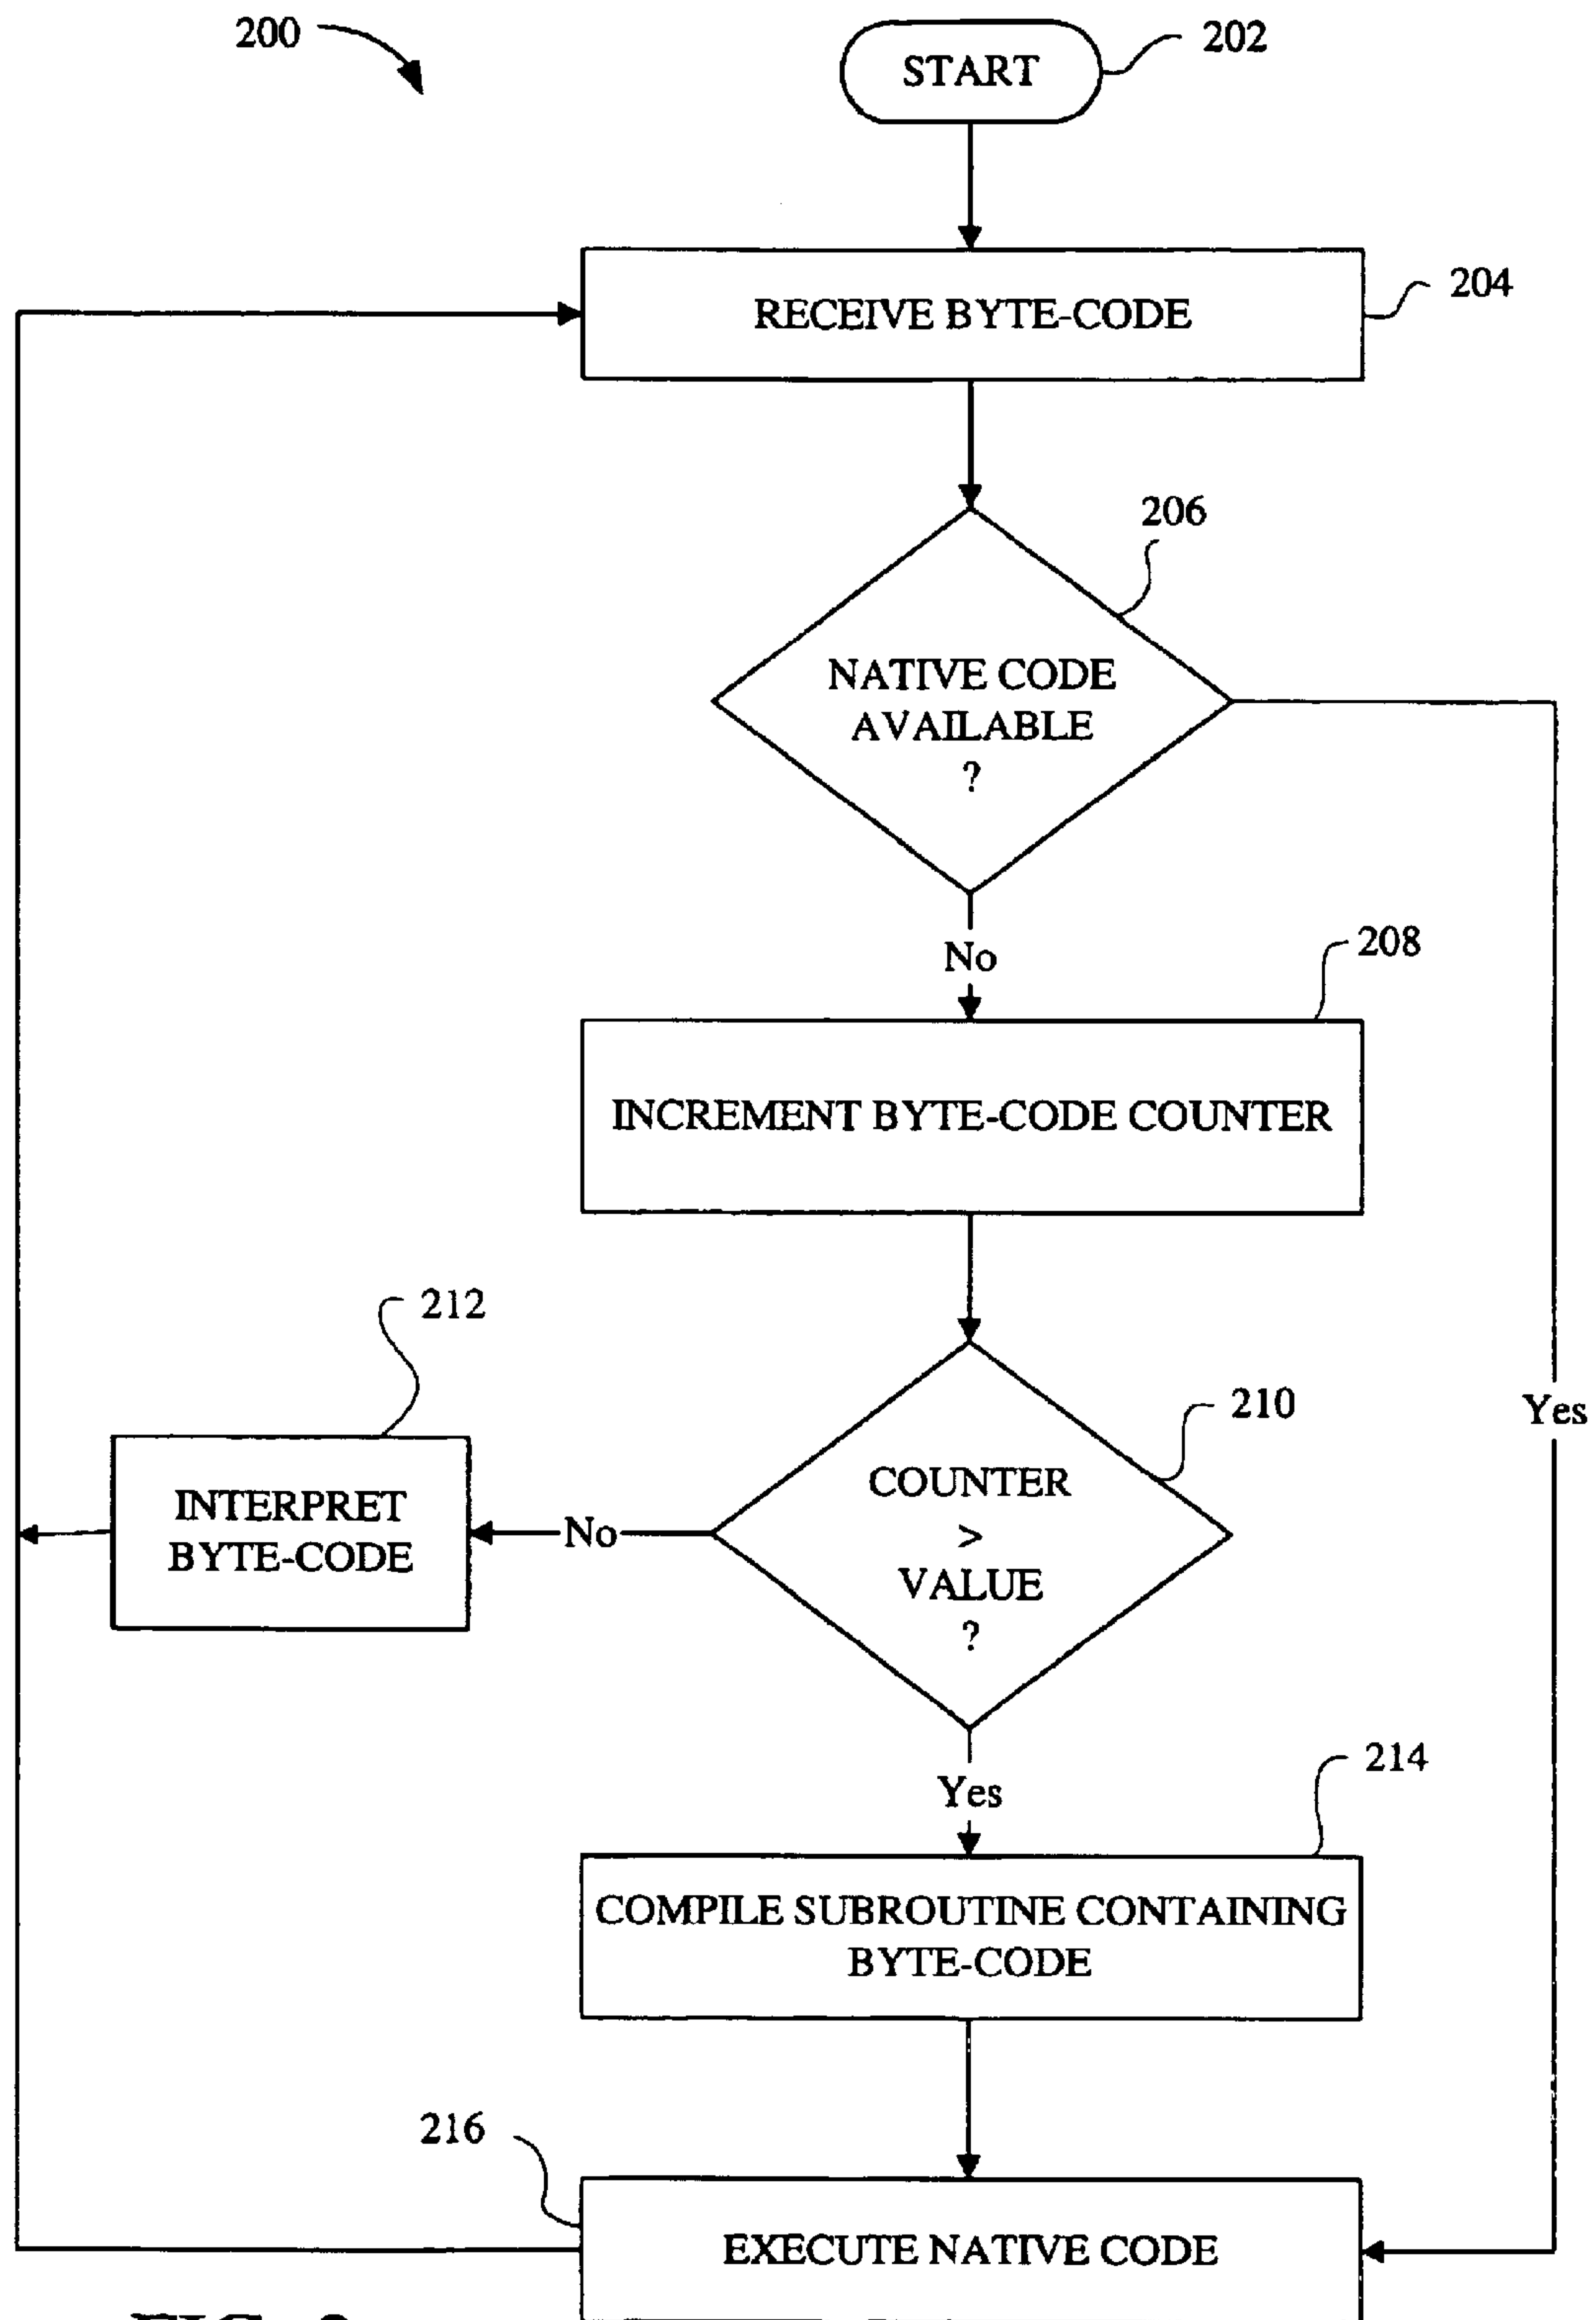 200
202
START
RECEIVE BYTE-CODE
204
206
NATIVE CODE
AVAILABLE
?
No
208
INCREMENT BYTE-CODE COUNTER
212
210
Yes
COUNTER
>
VALUE
?
INTERPRET
BYTE-CODE
No
Yes
214
COMPILE SUBROUTINE CONTAINING
BYTE-CODE
216
EXECUTE NATIVE CODE